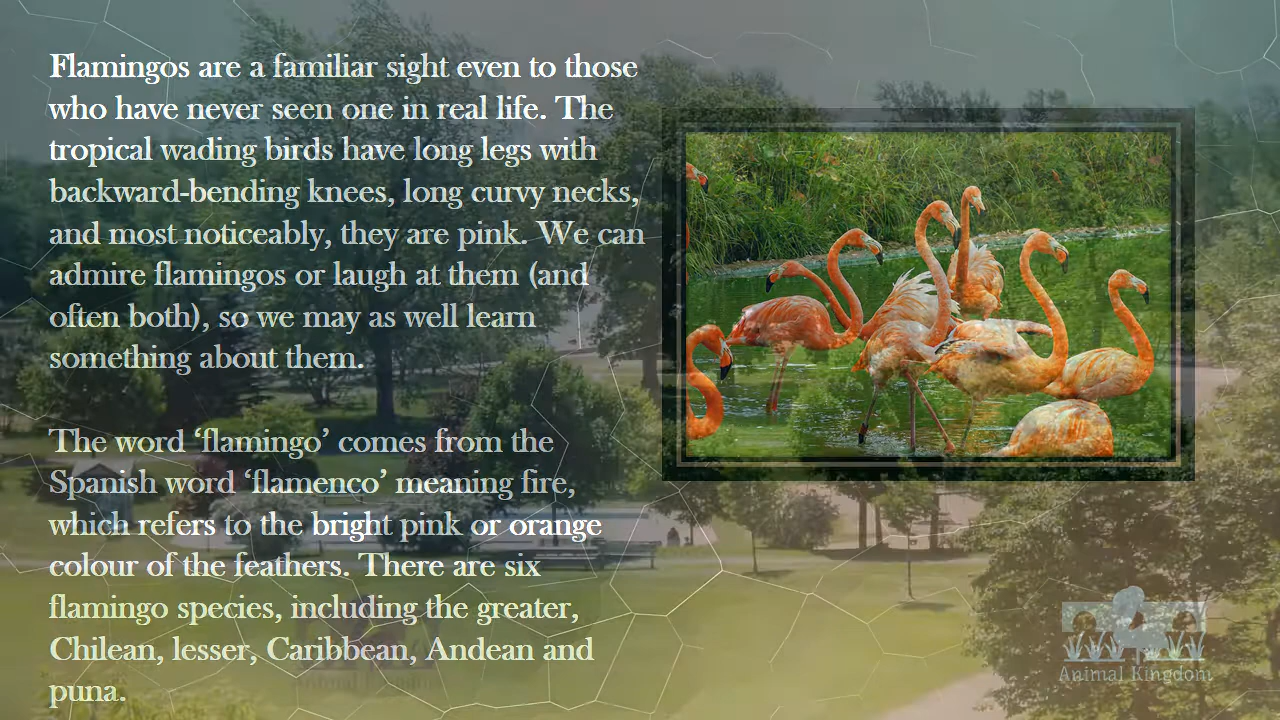 Flamingos are a familiar sight even to those
who have never seen one in real life. The
tropical wading birds have long legs with
backward-bending knees, long curvy necks,
and most noticeably, they are pink. We can
admire flamingos or laugh at them (and
often both), so we may as well learn
something about them.
The word ‘flamingo’ comes from the
Spanish word ‘flamenco’ meaning fire,
which refers to the bright pink or orange
colour of the feathers. There are six
flamingo species, including the greater,
Chilean, lesser, Caribbean, Andean and
puna.
Animal Kingdom